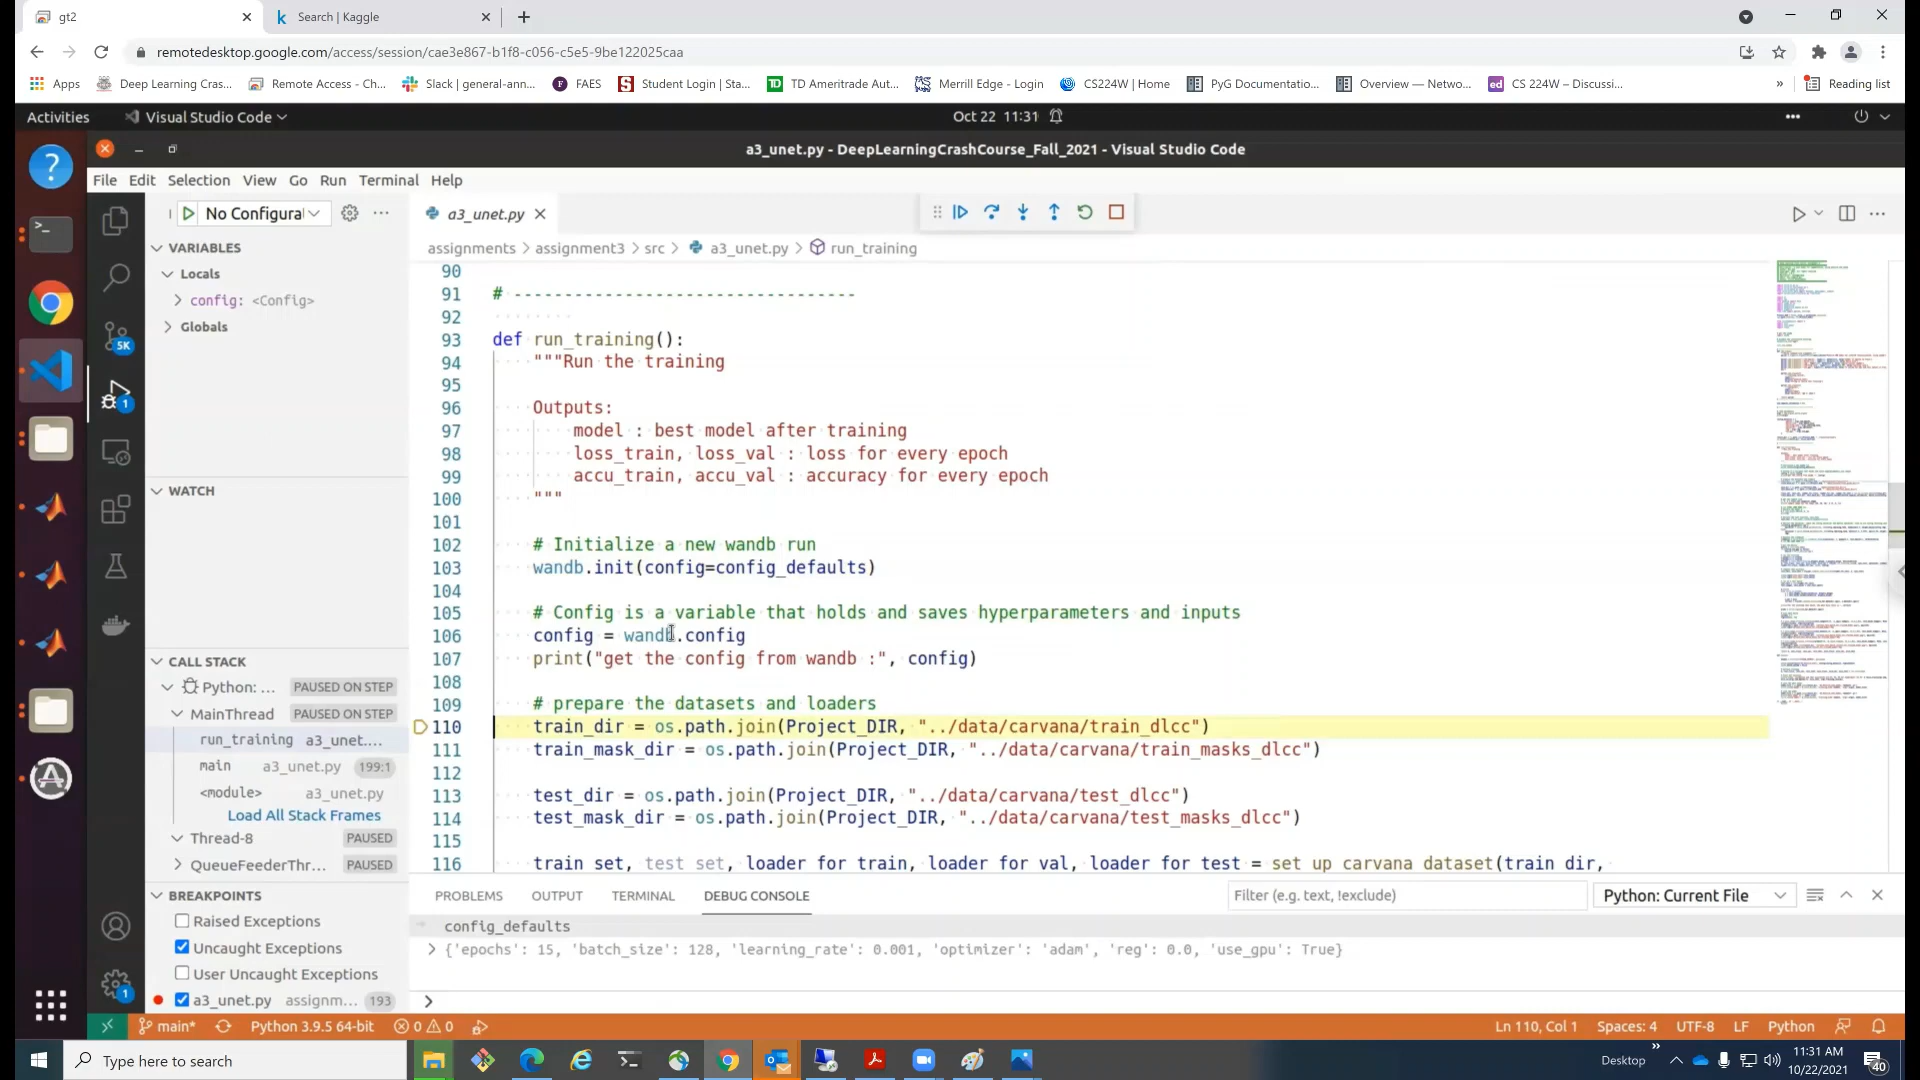 gt2
Search | Kaggle
remotedesktop.google.com/access/session/cae3e867-b1f8-c056-c5e5-9be122025caa
Apps Deep Learning Cras... Remote Access - Ch... Slack | general-ann... FAES Student Login | Sta... TD Ameritrade Aut... Merrill Edge - Login CS224W | Home PyG Documentatio... Overview — Netwo... CS 224W – Discussi... » Reading list
Activities Visual Studio Code Oct 22 11:31
a3_unet.py - DeepLearningCrashCourse_Fall_2021 - Visual Studio Code
File Edit Selection View Go Run Terminal Help
No Configura
a3_unet.py
assignments > assignment3 > src > a3_unet.py > run_training
VARIABLES
Locals
config: <Config>
Globals
WATCH
CALL STACK
Python: ... PAUSED ON STEP
MainThread PAUSED ON STEP
run_training a3_unet....
main a3_unet.py 199:1
<module> a3_unet.py
Load All Stack Frames
Thread-8 PAUSED
QueueFeederThr... PAUSED
BREAKPOINTS
Raised Exceptions
Uncaught Exceptions
User Uncaught Exceptions
a3_unet.py assignm... 193
5K
1
1
90
91 # ----------------------------------
92
93 def run_training():
94 """Run the training
95
96 Outputs:
97 model : best model after training
98 loss_train, loss_val : loss for every epoch
99 accu_train, accu_val : accuracy for every epoch
100 """
101
102 # Initialize a new wandb run
103 wandb.init(config=config_defaults)
104
105 # Config is a variable that holds and saves hyperparameters and inputs
106 config = wandb.config
107 print("get the config from wandb :", config)
108
109 # prepare the datasets and loaders
110 train_dir = os.path.join(Project_DIR, "../data/carvana/train_dlcc")
111 train_mask_dir = os.path.join(Project_DIR, "../data/carvana/train_masks_dlcc")
112
113 test_dir = os.path.join(Project_DIR, "../data/carvana/test_dlcc")
114 test_mask_dir = os.path.join(Project_DIR, "../data/carvana/test_masks_dlcc")
115
116 train_set, test_set, loader_for_train, loader_for_val, loader_for_test = set_up_carvana_dataset(train_dir,
PROBLEMS OUTPUT TERMINAL DEBUG CONSOLE Filter (e.g. text, !exclude) Python: Current File
config_defaults
{'epochs': 15, 'batch_size': 128, 'learning_rate': 0.001, 'optimizer': 'adam', 'reg': 0.0, 'use_gpu': True}
main* Python 3.9.5 64-bit 0 0 Ln 110, Col 1 Spaces: 4 UTF-8 LF Python
Type here to search
Desktop »
11:31 AM
10/22/2021
40